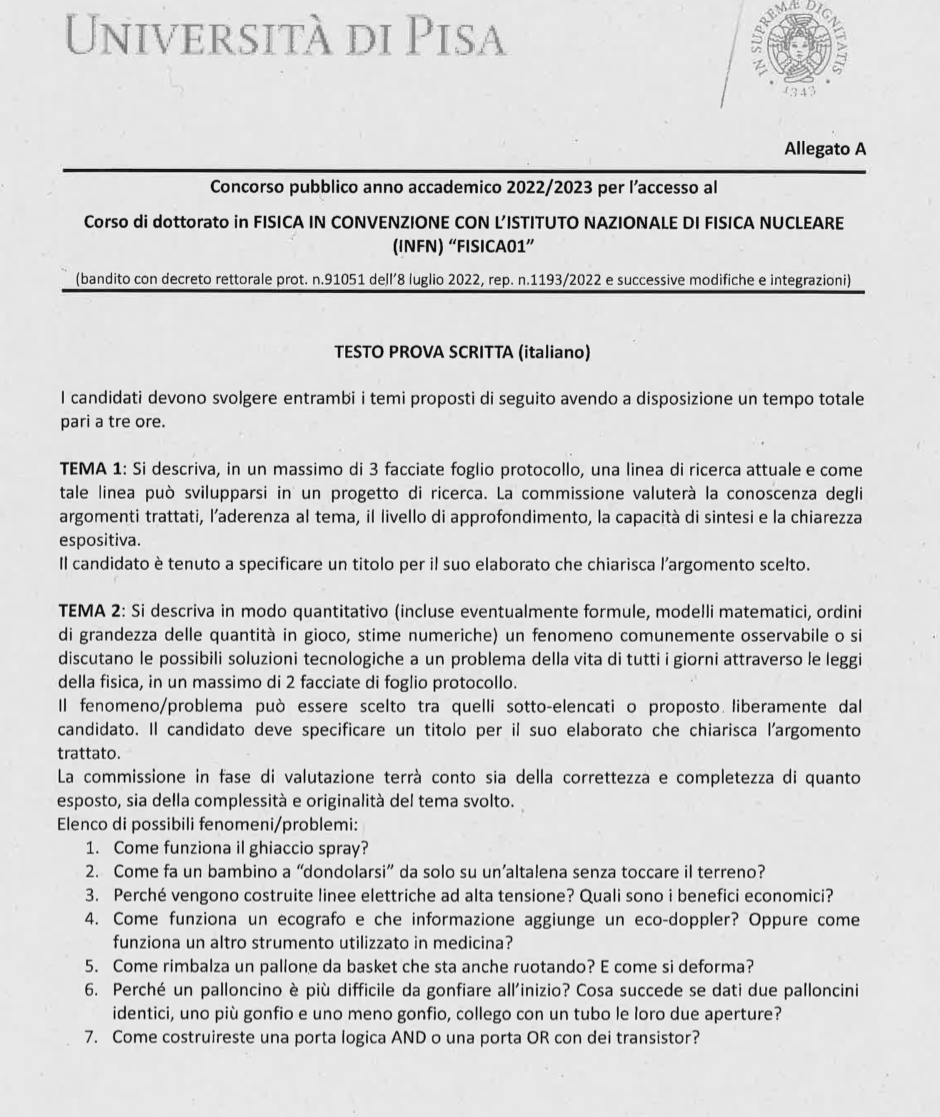 UNIVERSITÀ DI PISA
IN SUPREMÆ DIGNITATIS
1343
Allegato A
Concorso pubblico anno accademico 2022/2023 per l'accesso al
Corso di dottorato in FISICA IN CONVENZIONE CON L'ISTITUTO NAZIONALE DI FISICA NUCLEARE
(INFN) "FISICA01"
(bandito con decreto rettorale prot. n.91051 dell'8 luglio 2022, rep. n.1193/2022 e successive modifiche e integrazioni)
TESTO PROVA SCRITTA (italiano)
I candidati devono svolgere entrambi i temi proposti di seguito avendo a disposizione un tempo totale
pari a tre ore.
TEMA 1: Si descriva, in un massimo di 3 facciate foglio protocollo, una linea di ricerca attuale e come
tale linea può svilupparsi in un progetto di ricerca. La commissione valuterà la conoscenza degli
argomenti trattati, l'aderenza al tema, il livello di approfondimento, la capacità di sintesi e la chiarezza
espositiva.
Il candidato è tenuto a specificare un titolo per il suo elaborato che chiarisca l'argomento scelto.
TEMA 2: Si descriva in modo quantitativo (incluse eventualmente formule, modelli matematici, ordini
di grandezza delle quantità in gioco, stime numeriche) un fenomeno comunemente osservabile o si
discutano le possibili soluzioni tecnologiche a un problema della vita di tutti i giorni attraverso le leggi
della fisica, in un massimo di 2 facciate di foglio protocollo.
Il fenomeno/problema può essere scelto tra quelli sotto-elencati o proposto liberamente dal
candidato. Il candidato deve specificare un titolo per il suo elaborato che chiarisca l'argomento
trattato.
La commissione in fase di valutazione terrà conto sia della correttezza e completezza di quanto
esposto, sia della complessità e originalità del tema svolto.
Elenco di possibili fenomeni/problemi:
1. Come funziona il ghiaccio spray?
2. Come fa un bambino a "dondolarsi" da solo su un'altalena senza toccare il terreno?
3. Perché vengono costruite linee elettriche ad alta tensione? Quali sono i benefici economici?
4. Come funziona un ecografo e che informazione aggiunge un eco-doppler? Oppure come
funziona un altro strumento utilizzato in medicina?
5. Come rimbalza un pallone da basket che sta anche ruotando? E come si deforma?
6. Perché un palloncino è più difficile da gonfiare all'inizio? Cosa succede se dati due palloncini
identici, uno più gonfio e uno meno gonfio, collego con un tubo le loro due aperture?
7. Come costruireste una porta logica AND o una porta OR con dei transistor?